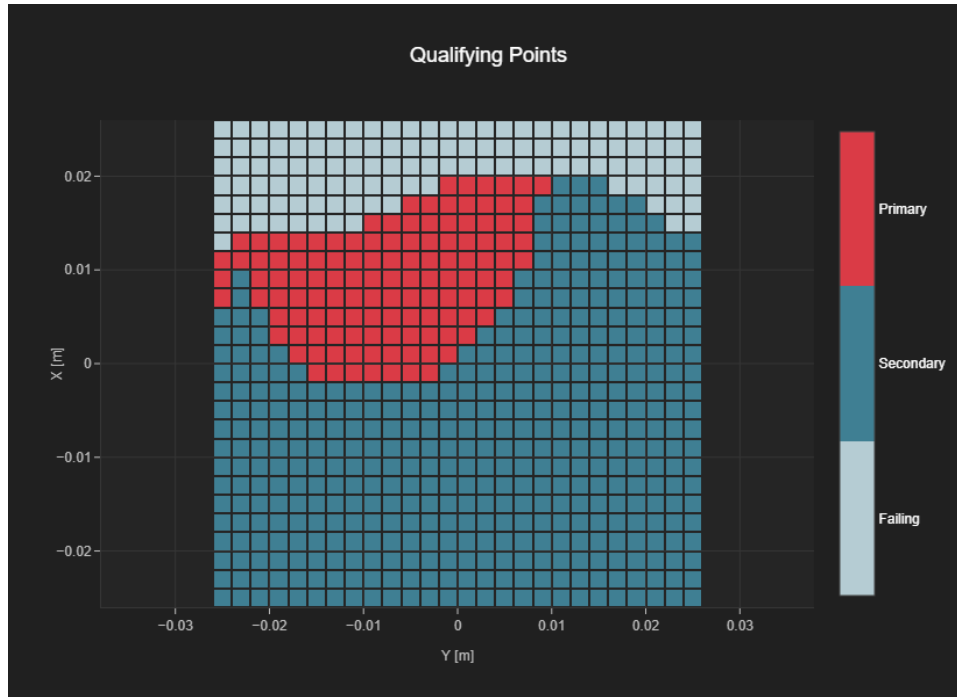 Qualifying Points
0.02
0.01
0
−0.01
−0.02
X [m]
−0.03
−0.02
−0.01
0
0.01
0.02
0.03
Y [m]
Primary
Secondary
Failing